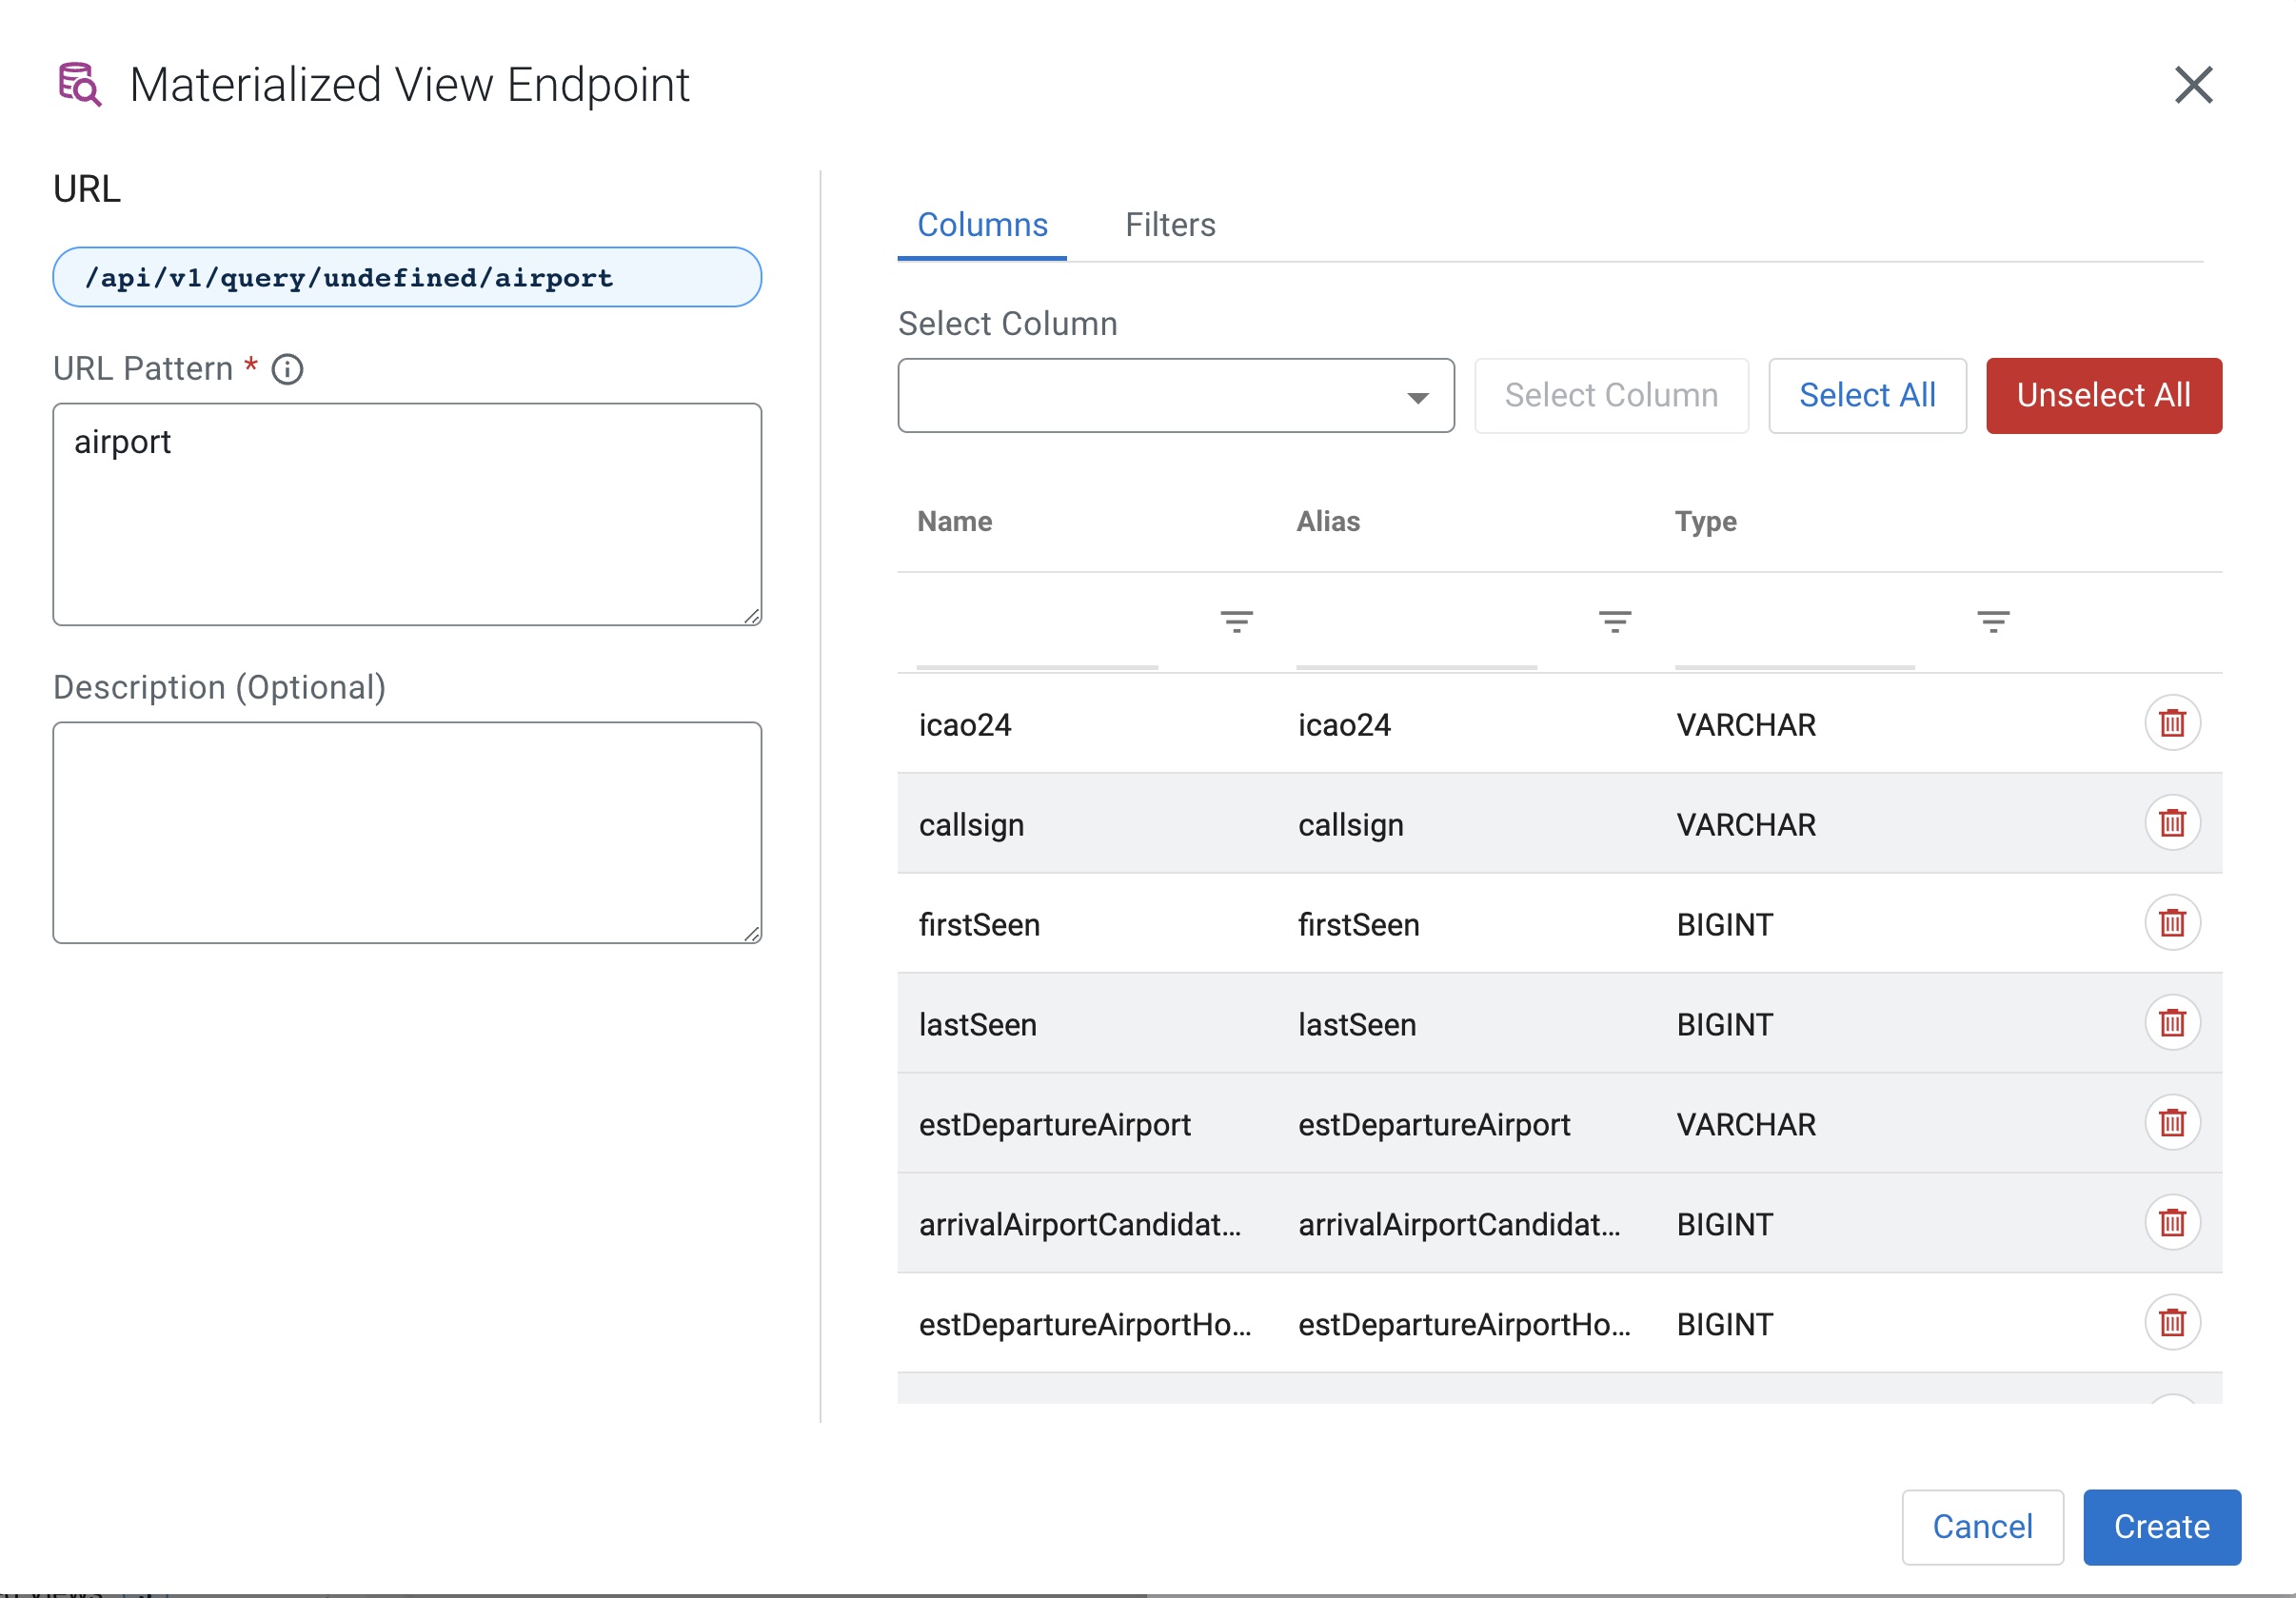 Materialized View Endpoint
URL
/api/v1/query/undefined/airport
URL Pattern *
airport
Description (Optional)
Columns Filters
Select Column
Select Column Select All Unselect All
Name Alias Type
icao24 icao24 VARCHAR
callsign callsign VARCHAR
firstSeen firstSeen BIGINT
lastSeen lastSeen BIGINT
estDepartureAirport estDepartureAirport VARCHAR
arrivalAirportCandidat... arrivalAirportCandidat... BIGINT
estDepartureAirportHo... estDepartureAirportHo... BIGINT
Cancel Create